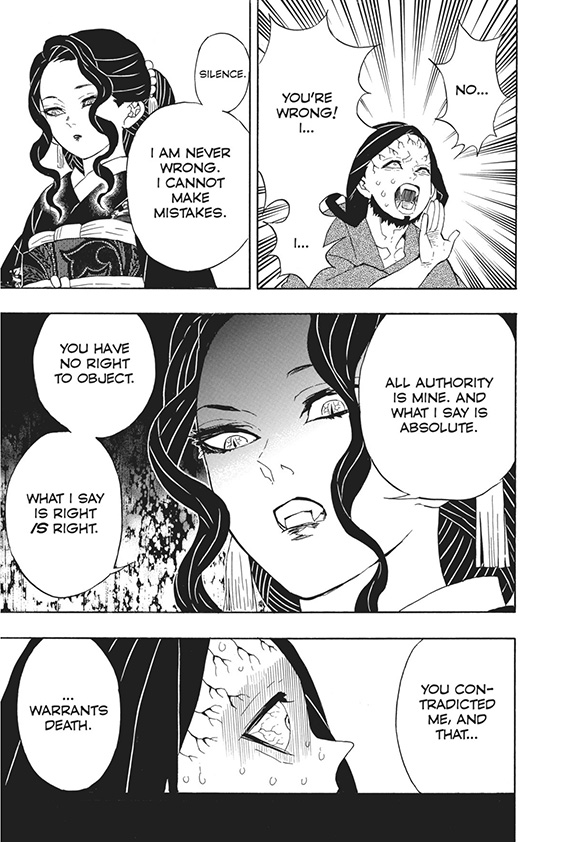 NO...
YOU'RE
WRONG!
I...
I...
SILENCE.
I AM NEVER
WRONG.
I CANNOT
MAKE
MISTAKES.
ALL AUTHORITY
IS MINE. AND
WHAT I SAY IS
ABSOLUTE.
YOU HAVE
NO RIGHT
TO OBJECT.
WHAT I SAY
IS RIGHT
IS RIGHT.
YOU CON-
TRADICTED
ME, AND
THAT...
...
WARRANTS
DEATH.